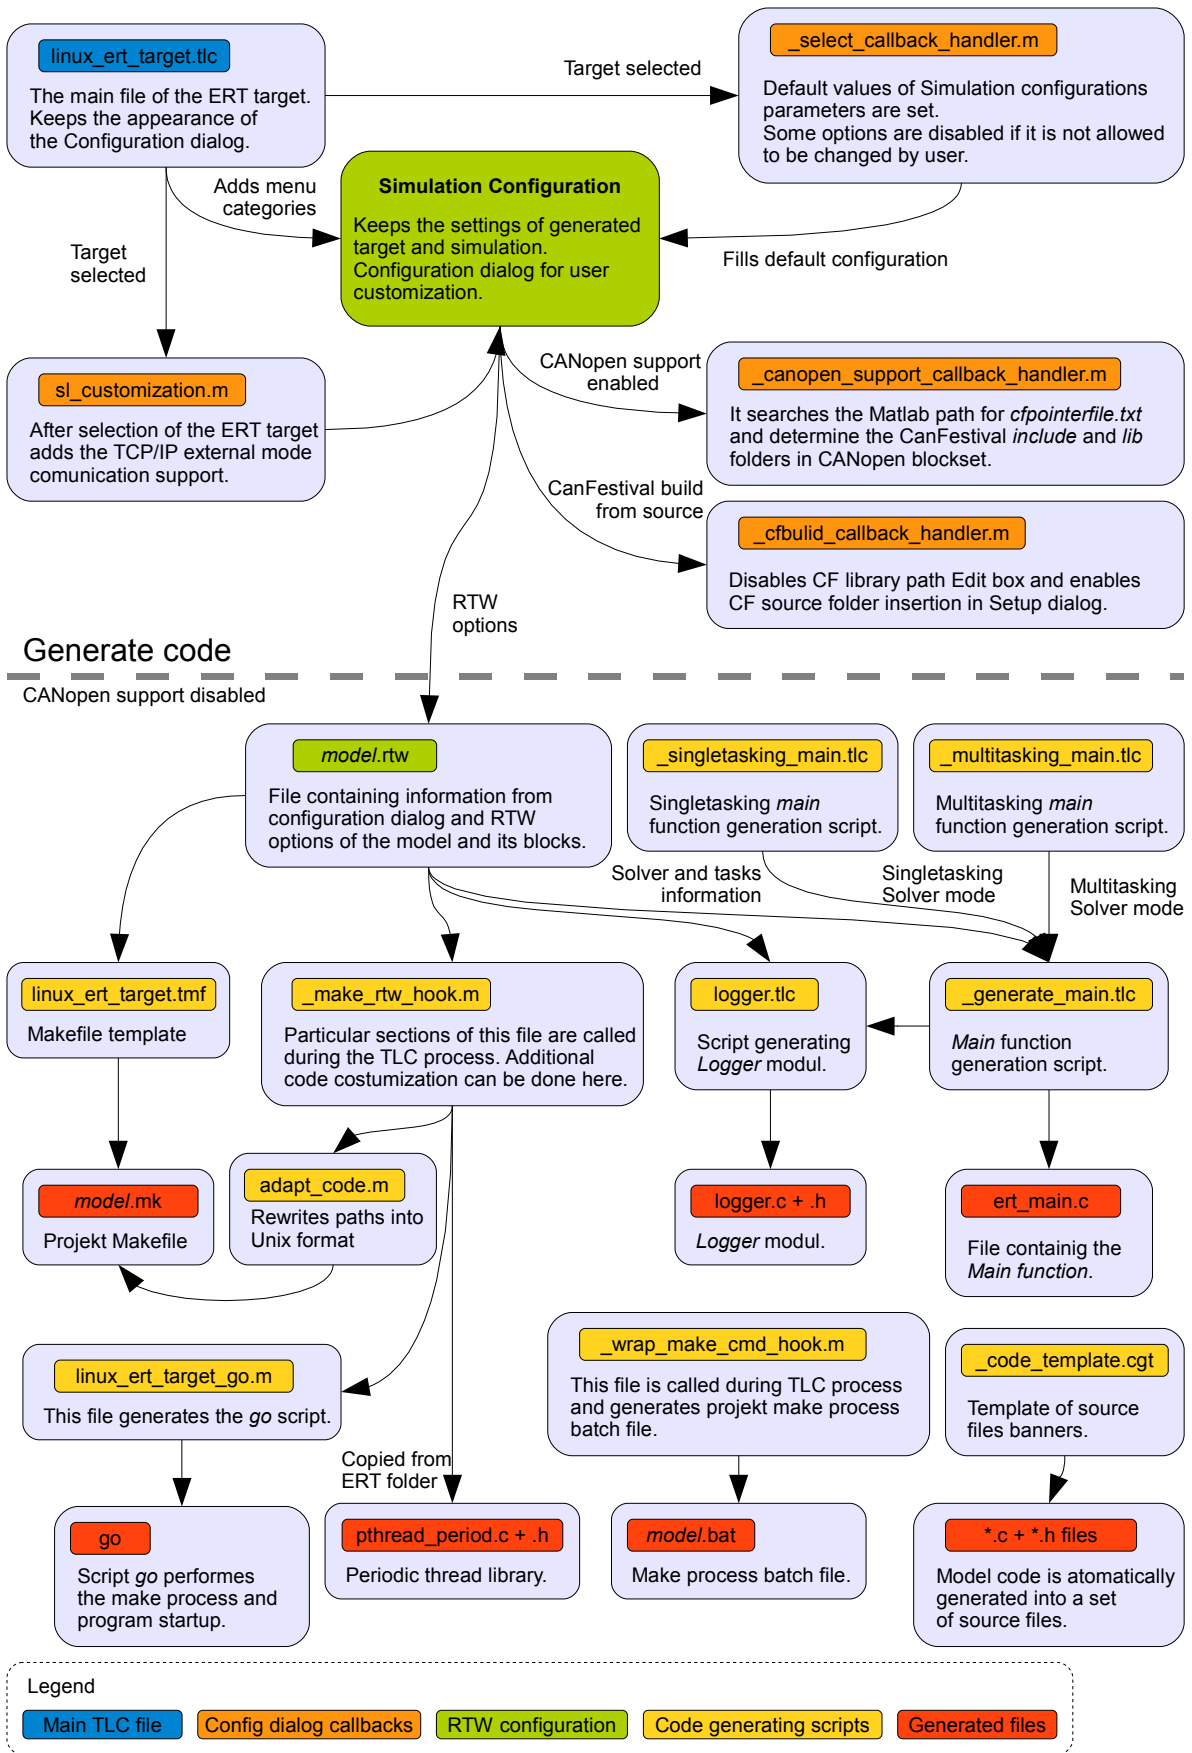 linux_ert_target.tlc
The main file of the ERT target.
Keeps the appearance of
the Configuration dialog.
Target selected
_select_callback_handler.m
Default values of Simulation configurations
parameters are set.
Some options are disabled if it is not allowed
to be changed by user.
Adds menu
categories
Simulation Configuration
Keeps the settings of generated
target and simulation.
Configuration dialog for user
customization.
Target
selected
Fills default configuration
sl_customization.m
After selection of the ERT target
adds the TCP/IP external mode
comunication support.
CANopen support
enabled
_canopen_support_callback_handler.m
It searches the Matlab path for cfpointerfile.txt
and determine the CanFestival include and lib
folders in CANopen blockset.
CanFestival build
from source
_cfbulid_callback_handler.m
Disables CF library path Edit box and enables
CF source folder insertion in Setup dialog.
RTW
options
Generate code
CANopen support disabled
model.rtw
File containing information from
configuration dialog and RTW
options of the model and its blocks.
_singletasking_main.tlc
Singletasking main
function generation script.
_multitasking_main.tlc
Multitasking main
function generation script.
Solver and tasks
information
Singletasking
Solver mode
Multitasking
Solver mode
linux_ert_target.tmf
Makefile template
_make_rtw_hook.m
Particular sections of this file are called
during the TLC process. Additional
code costumization can be done here.
logger.tlc
Script generating
Logger modul.
_generate_main.tlc
Main function
generation script.
model.mk
Projekt Makefile
adapt_code.m
Rewrites paths into
Unix format
logger.c + .h
Logger modul.
ert_main.c
File containig the
Main function.
linux_ert_target_go.m
This file generates the go script.
_wrap_make_cmd_hook.m
This file is called during TLC process
and generates projekt make process
batch file.
_code_template.cgt
Template of source
files banners.
Copied from
ERT folder
go
Script go performes
the make process and
program startup.
pthread_period.c + .h
Periodic thread library.
model.bat
Make process batch file.
*.c + *.h files
Model code is atomatically
generated into a set
of source files.
Legend
Main TLC file
Config dialog callbacks
RTW configuration
Code generating scripts
Generated files